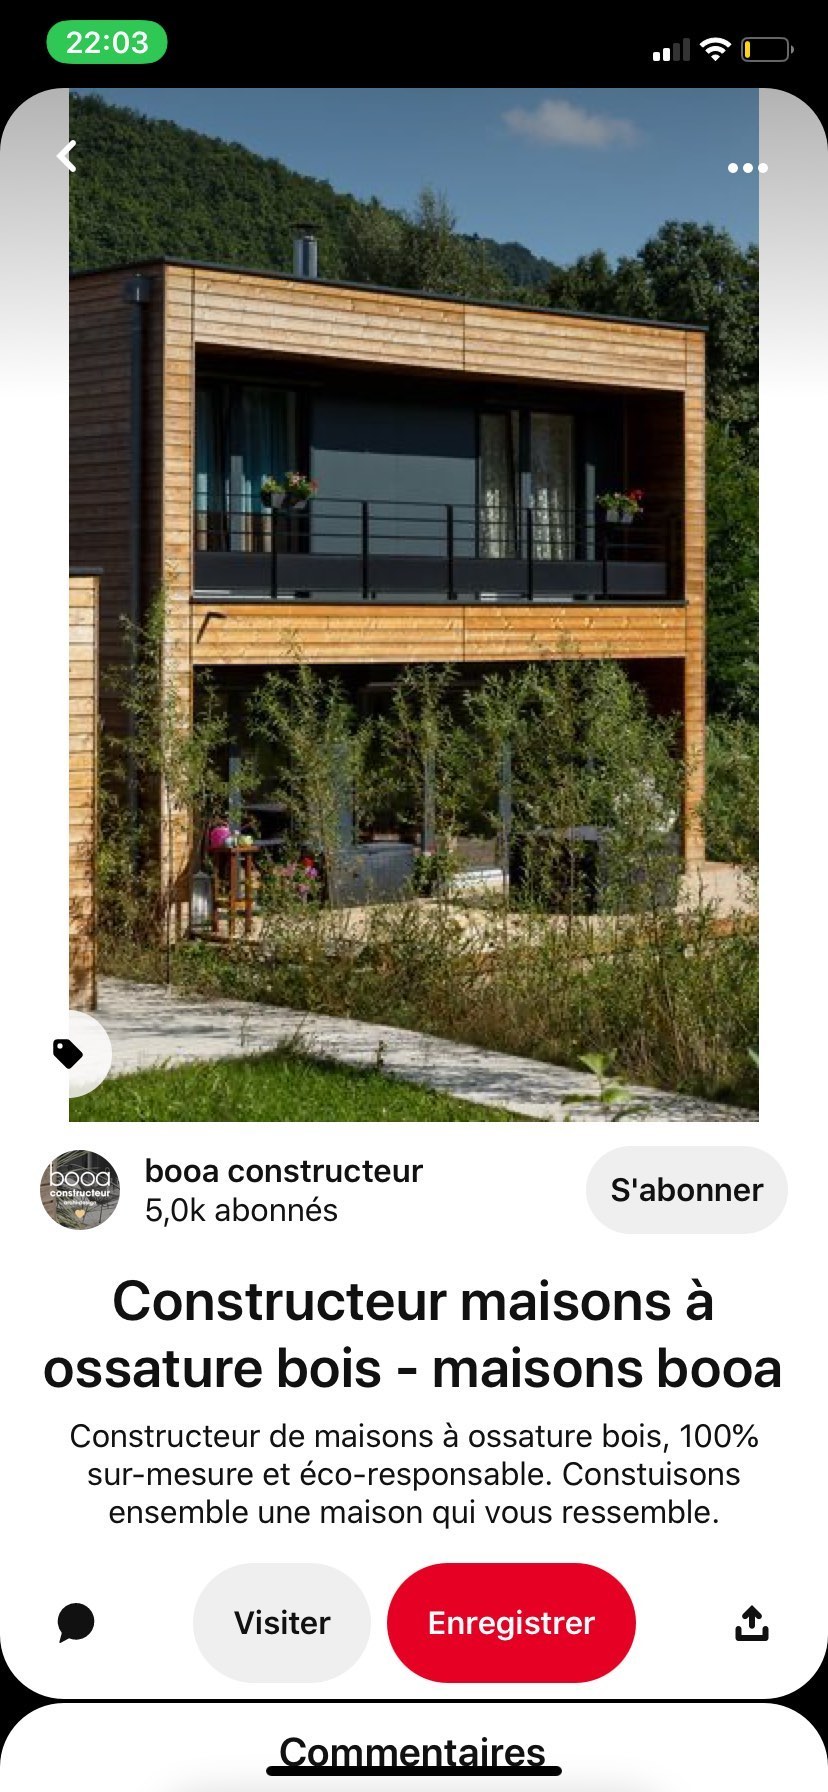 22:03
booa
constructeur
booa constructeur
5,0k abonnés
S'abonner
Constructeur maisons à
ossature bois - maisons booa
Constructeur de maisons à ossature bois, 100%
sur-mesure et éco-responsable. Constuisons
ensemble une maison qui vous ressemble.
Visiter
Enregistrer
Commentaires